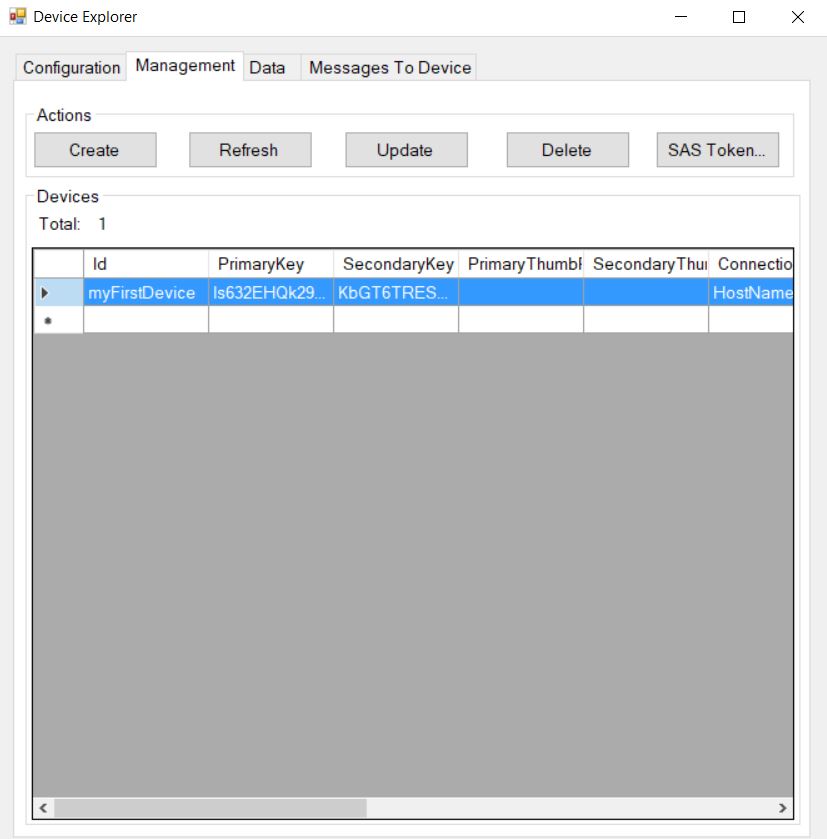 Device Explorer
Configuration Management Data Messages To Device
Actions
Create Refresh Update Delete SAS Token...
Devices
Total: 1
Id PrimaryKey SecondaryKey PrimaryThumb SecondaryThu Connectio
myFirstDevice Is632EHQk29... KbGT6TRES... HostName